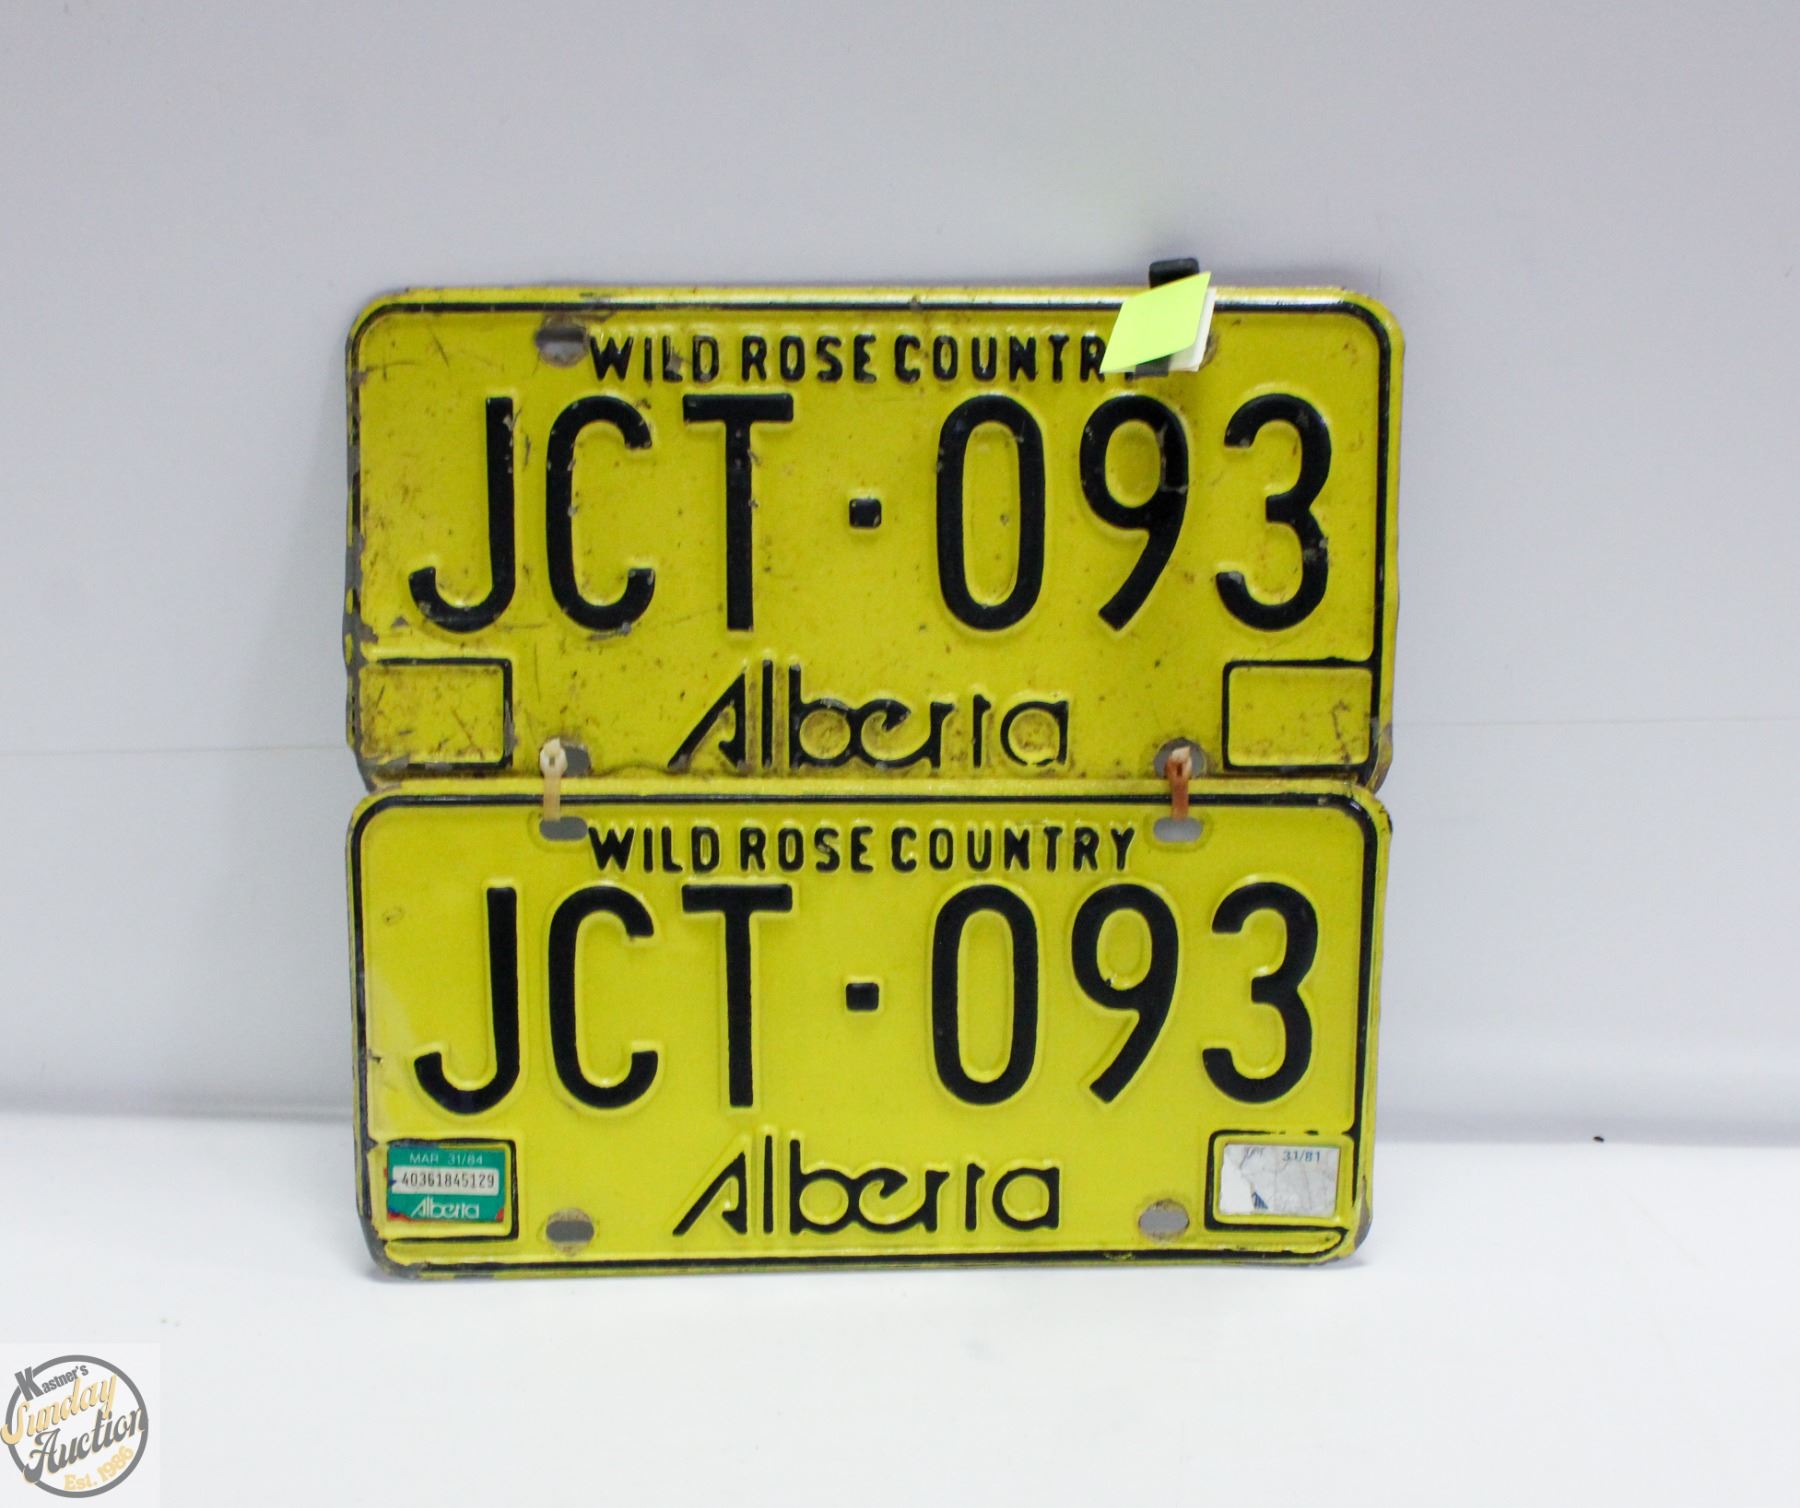 WILD ROSE COUNTRY
JCT·093
Alberta
WILD ROSE COUNTRY
JCT·093
Alberta
MAR 31/84
40361845129
Alberta
31/81
Kastner's
Sunday
Auction
Est. 1986